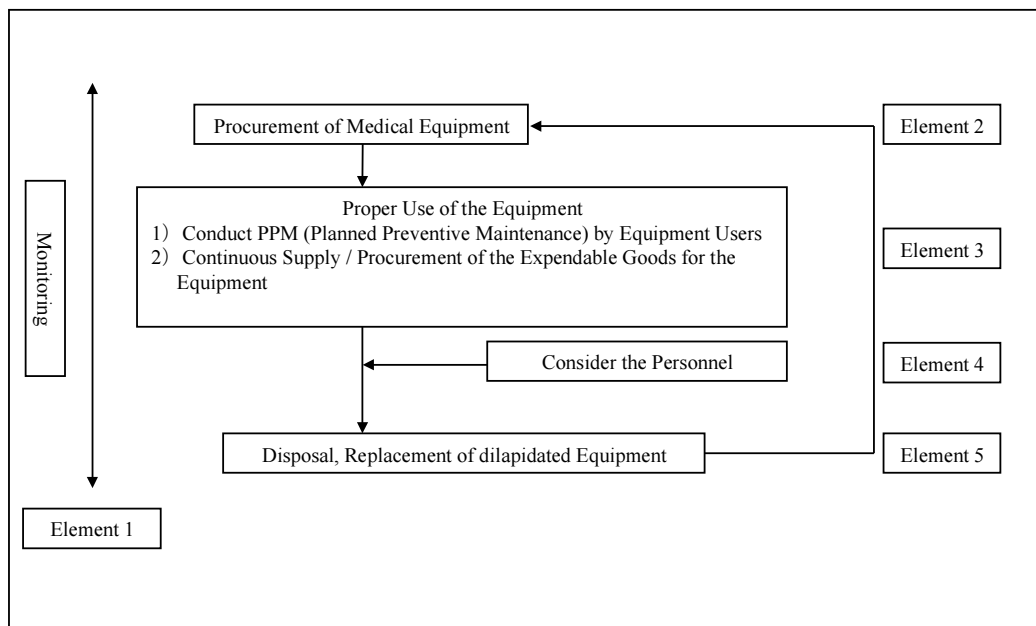 Procurement of Medical Equipment
Element 2
Proper Use of the Equipment
1) Conduct PPM (Planned Preventive Maintenance) by Equipment Users
2) Continuous Supply / Procurement of the Expendable Goods for the
Equipment
Element 3
Monitoring
Consider the Personnel
Element 4
Disposal, Replacement of dilapidated Equipment
Element 5
Element 1